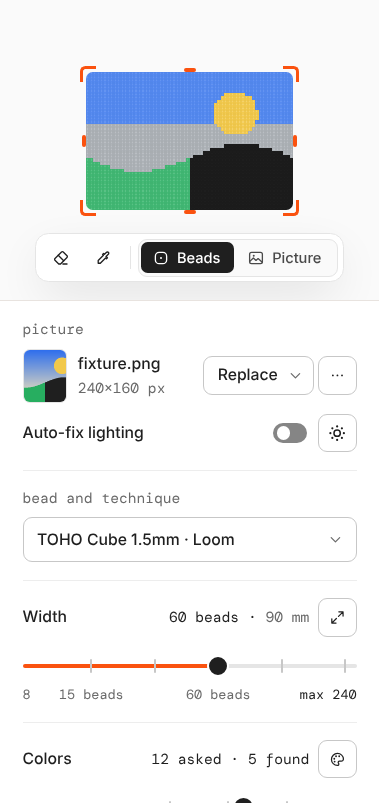 Beads
Picture
picture
fixture.png
240×160 px
Replace
Auto-fix lighting
bead and technique
TOHO Cube 1.5mm · Loom
Width
60 beads · 90 mm
8
15 beads
60 beads
max 240
Colors
12 asked · 5 found